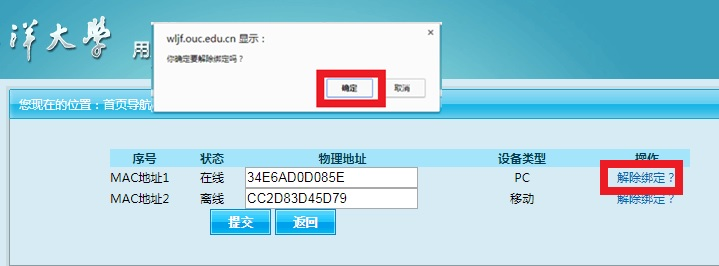 洋大學 用
wljf.ouc.edu.cn 显示：
你确定要解除绑定吗？
确定 取消
您现在的位置：首页导航
序号 状态 物理地址 设备类型 操作
MAC地址1 在线 34E6AD0D085E PC 解除绑定？
MAC地址2 离线 CC2D83D45D79 移动 解除绑定？
提交 返回